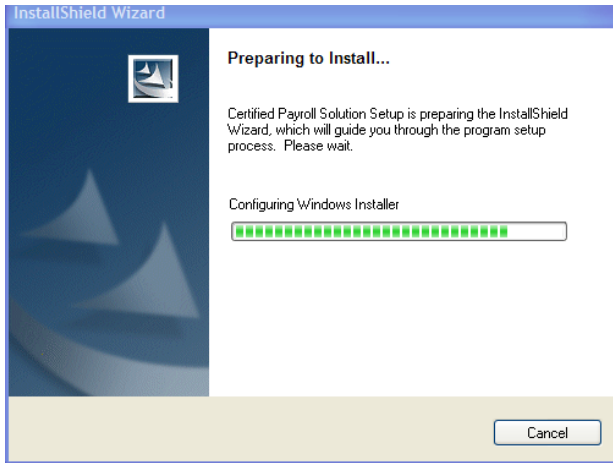 InstallShield Wizard
Preparing to Install...
Certified Payroll Solution Setup is preparing the InstallShield
Wizard, which will guide you through the program setup
process.  Please wait.
Configuring Windows Installer
Cancel